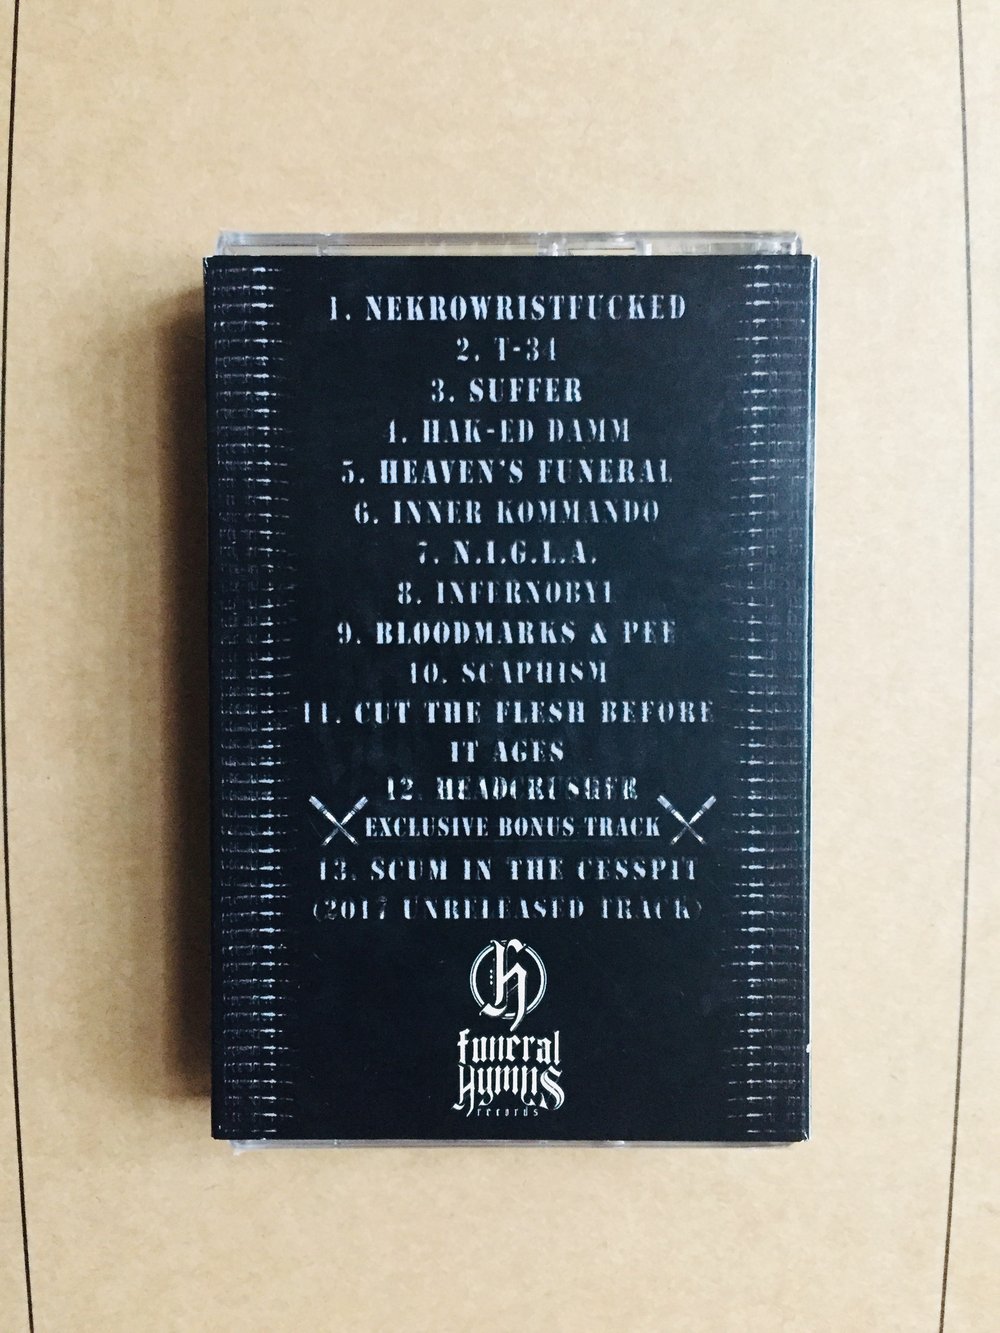 1. NEKROWRISTFUCKED
2. T-34
3. SUFFER
4. HAK-ED DAMM
5. HEAVEN'S FUNERAL
6. INNER KOMMANDO
7. N.I.G.L.A.
8. INFERNOBYL
9. BLOODMARKS & PEE
10. SCAPHISM
11. CUT THE FLESH BEFORE
IT AGES
12. HEADCRUSHER
EXCLUSIVE BONUS TRACK
13. SCUM IN THE CESSPIT
(2017 UNRELEASED TRACK)
H
funeral
Hymns
records